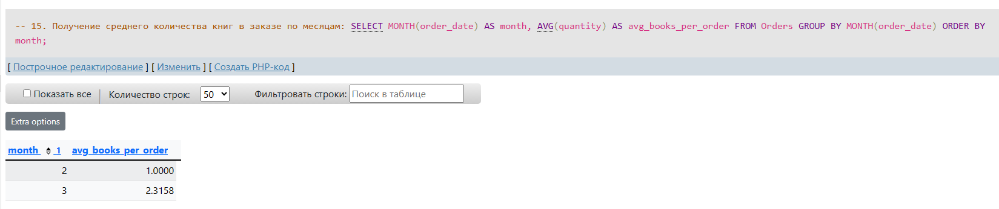 -- 15. Получение среднего количества книг в заказе по месяцам: SELECT MONTH(order_date) AS month, AVG(quantity) AS avg_books_per_order FROM Orders GROUP BY MONTH(order_date) ORDER BY
month;
[ Построчное редактирование ] [ Изменить ] [ Создать PHP-код ]
Показать все Количество строк: 50 Фильтровать строки: Поиск в таблице
Extra options
month 1 avg_books_per_order
2 1.0000
3 2.3158